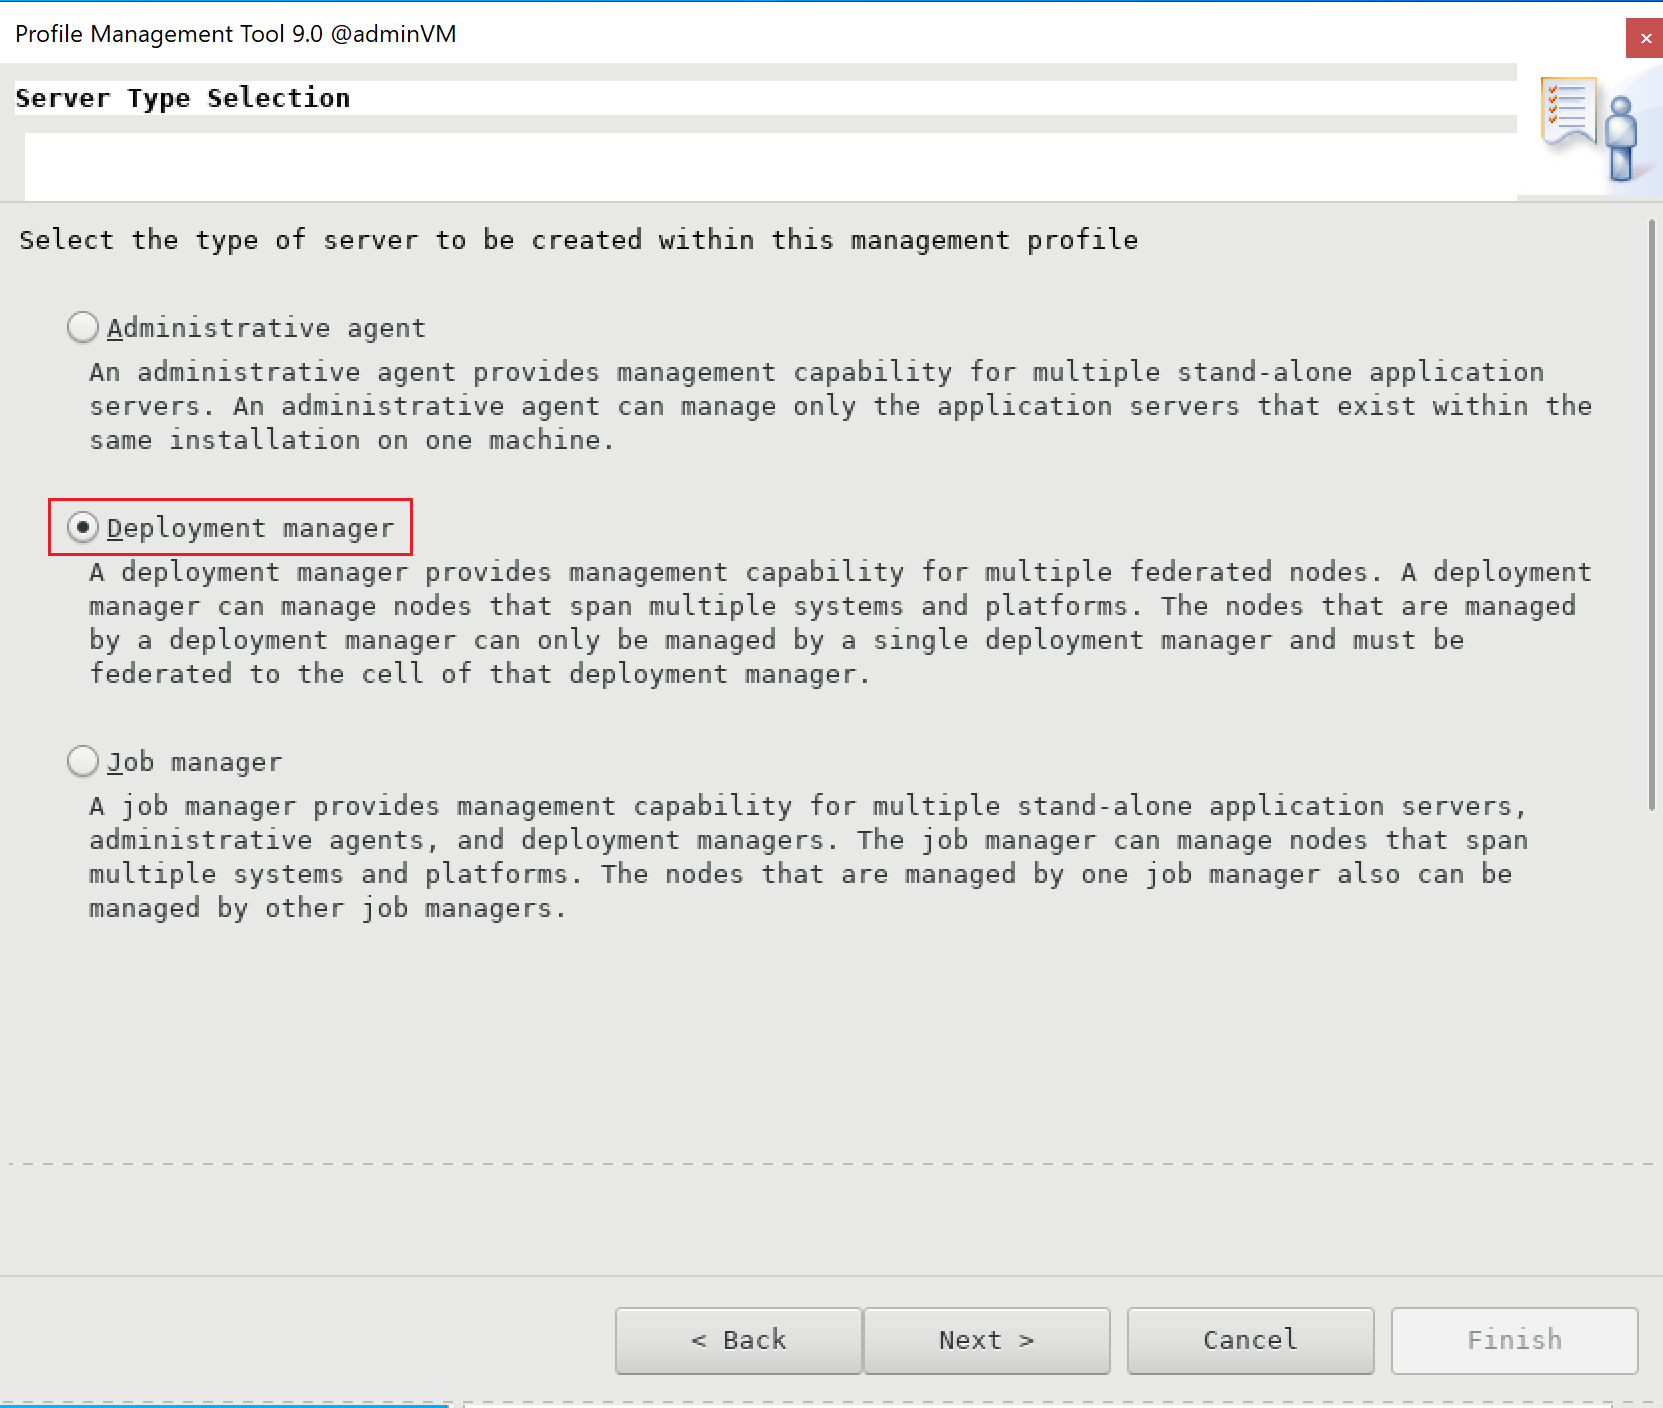 Profile Management Tool 9.0 @adminVM
Server Type Selection
Select the type of server to be created within this management profile
Administrative agent
An administrative agent provides management capability for multiple stand-alone application
servers. An administrative agent can manage only the application servers that exist within the
same installation on one machine.
Deployment manager
A deployment manager provides management capability for multiple federated nodes. A deployment
manager can manage nodes that span multiple systems and platforms. The nodes that are managed
by a deployment manager can only be managed by a single deployment manager and must be
federated to the cell of that deployment manager.
Job manager
A job manager provides management capability for multiple stand-alone application servers,
administrative agents, and deployment managers. The job manager can manage nodes that span
multiple systems and platforms. The nodes that are managed by one job manager also can be
managed by other job managers.
< Back
Next >
Cancel
Finish